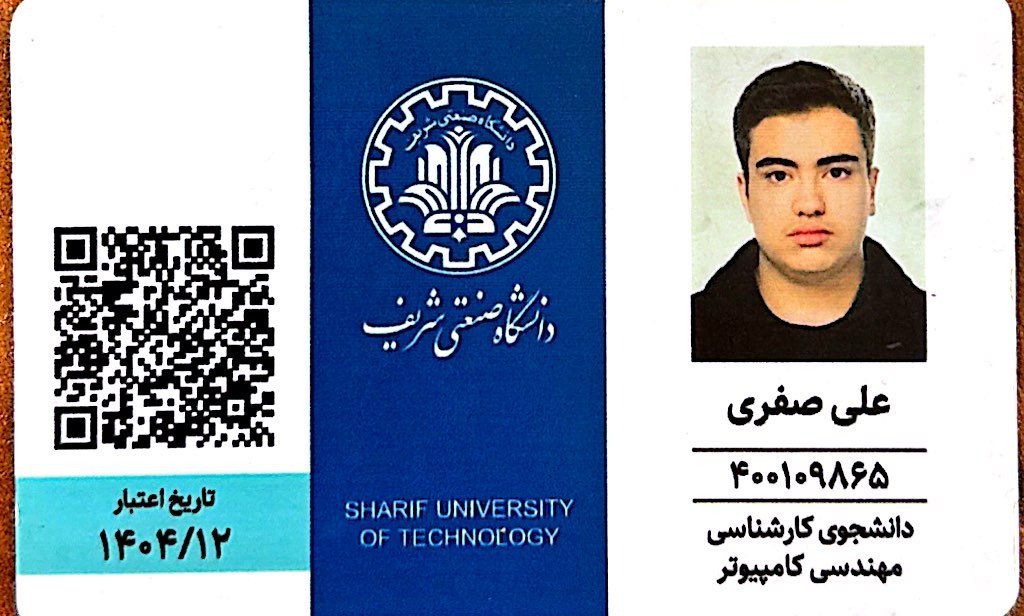 علی صفری
۴۰۰۱۰۹۸۶۵
دانشجوی کارشناسی
مهندسی کامپیوتر
دانشگاه صنعتی شریف
دانشگاه صنعتی شریف
SHARIF UNIVERSITY
OF TECHNOLOGY
تاریخ اعتبار
۱۴۰۴/۱۲